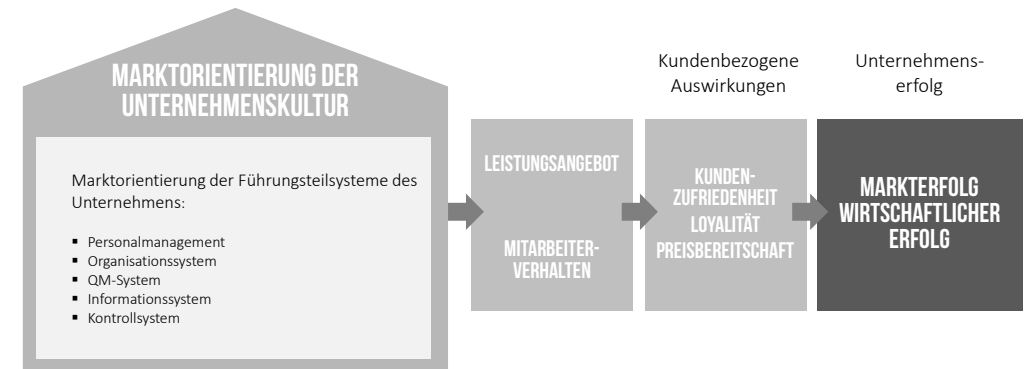 MARKTORIENTIERUNG DER
UNTERNEHMENSKULTUR
Marktorientierung der Führungsteilsysteme des
Unternehmens:
▪ Personalmanagement
▪ Organisationssystem
▪ QM-System
▪ Informationssystem
▪ Kontrollsystem
LEISTUNGSANGEBOT
MITARBEITER-
VERHALTEN
Kundenbezogene
Auswirkungen
KUNDEN-
ZUFRIEDENHEIT
LOYALITÄT
PREISBEREITSCHAFT
Unternehmens-
erfolg
MARKTERFOLG
WIRTSCHAFTLICHER
ERFOLG